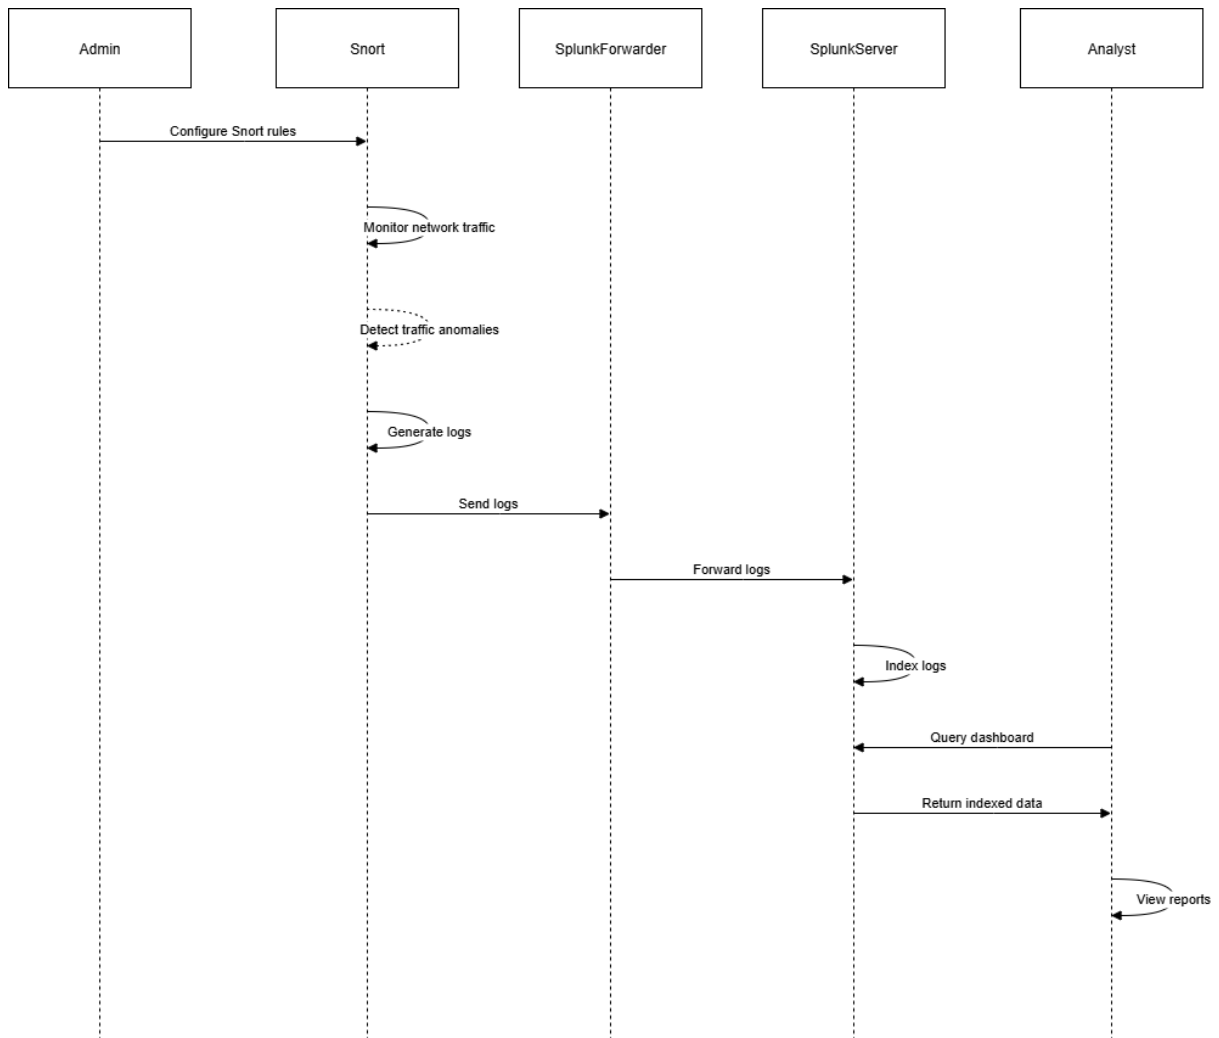 Admin
Snort
SplunkForwarder
SplunkServer
Analyst
Configure Snort rules
Monitor network traffic
Detect traffic anomalies
Generate logs
Send logs
Forward logs
Index logs
Query dashboard
Return indexed data
View reports